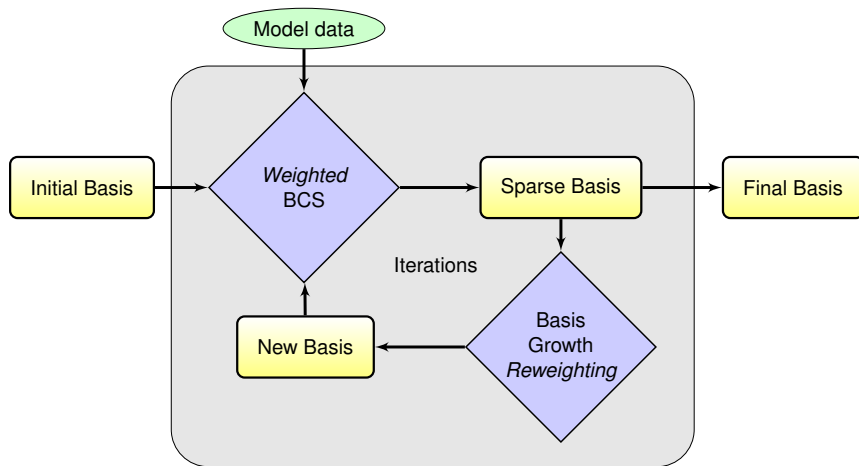 Model data
Initial Basis
Weighted
BCS
Sparse Basis
Final Basis
Iterations
New Basis
Basis
Growth
Reweighting